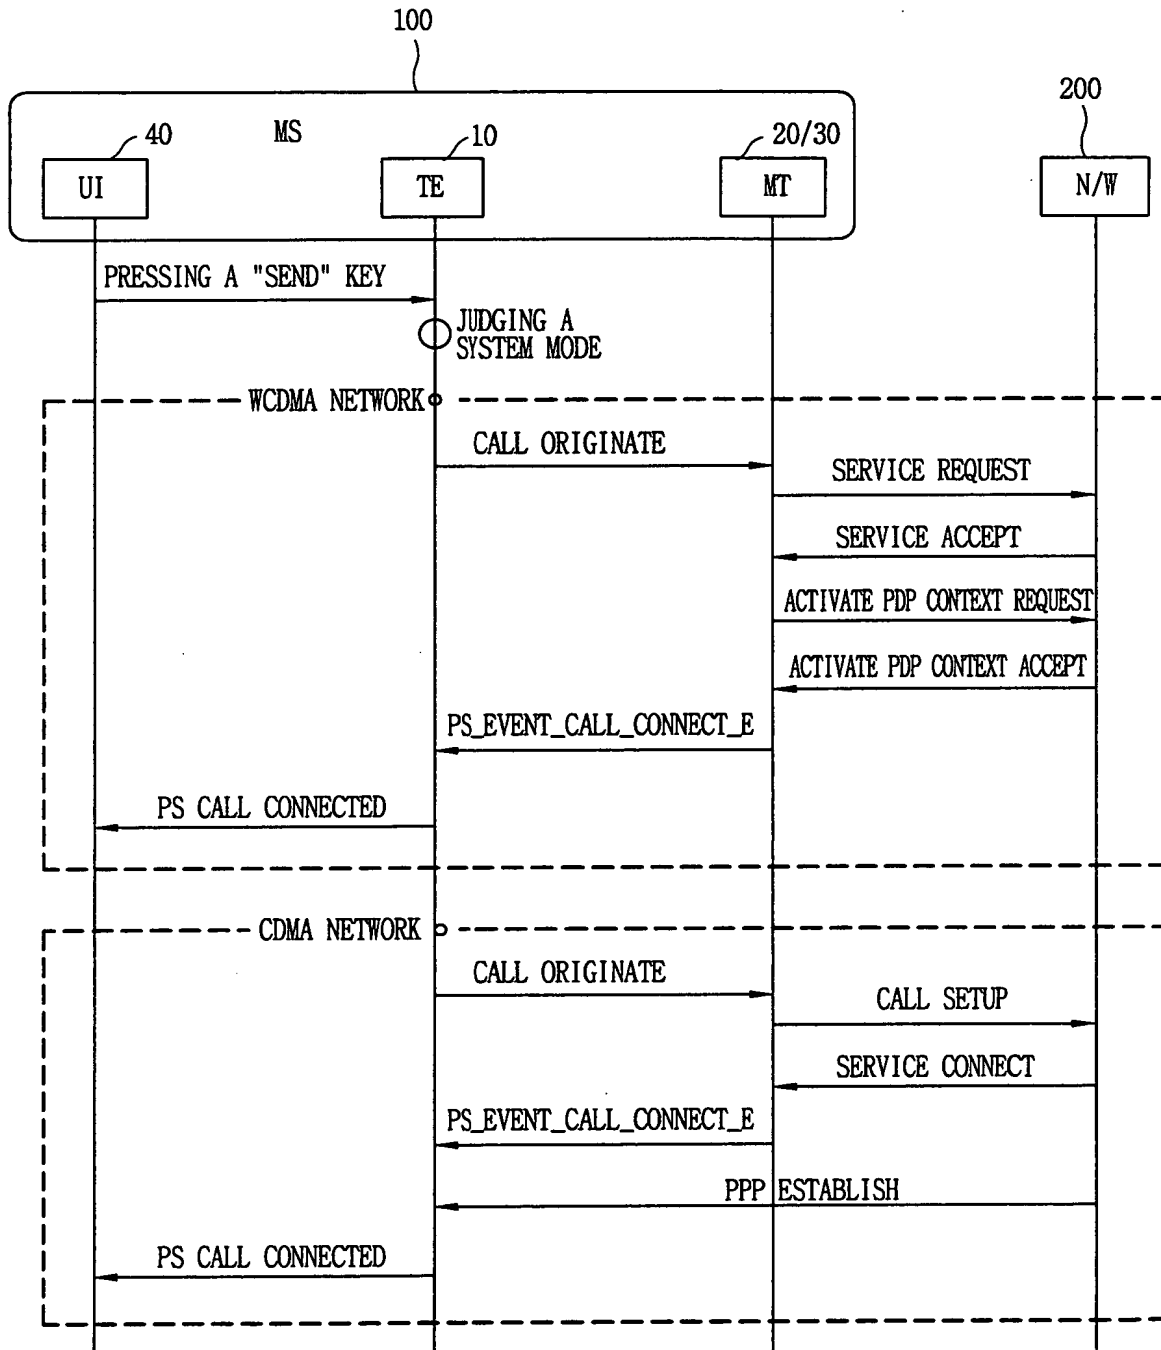 100
200
MS
40
10
20/30
UI
TE
MT
N/W
PRESSING A "SEND" KEY
JUDGING A
SYSTEM MODE
WCDMA NETWORK
CALL ORIGINATE
SERVICE REQUEST
SERVICE ACCEPT
ACTIVATE PDP CONTEXT REQUEST
ACTIVATE PDP CONTEXT ACCEPT
PS_EVENT_CALL_CONNECT_E
PS CALL CONNECTED
CDMA NETWORK
CALL ORIGINATE
CALL SETUP
SERVICE CONNECT
PS_EVENT_CALL_CONNECT_E
PPP ESTABLISH
PS CALL CONNECTED